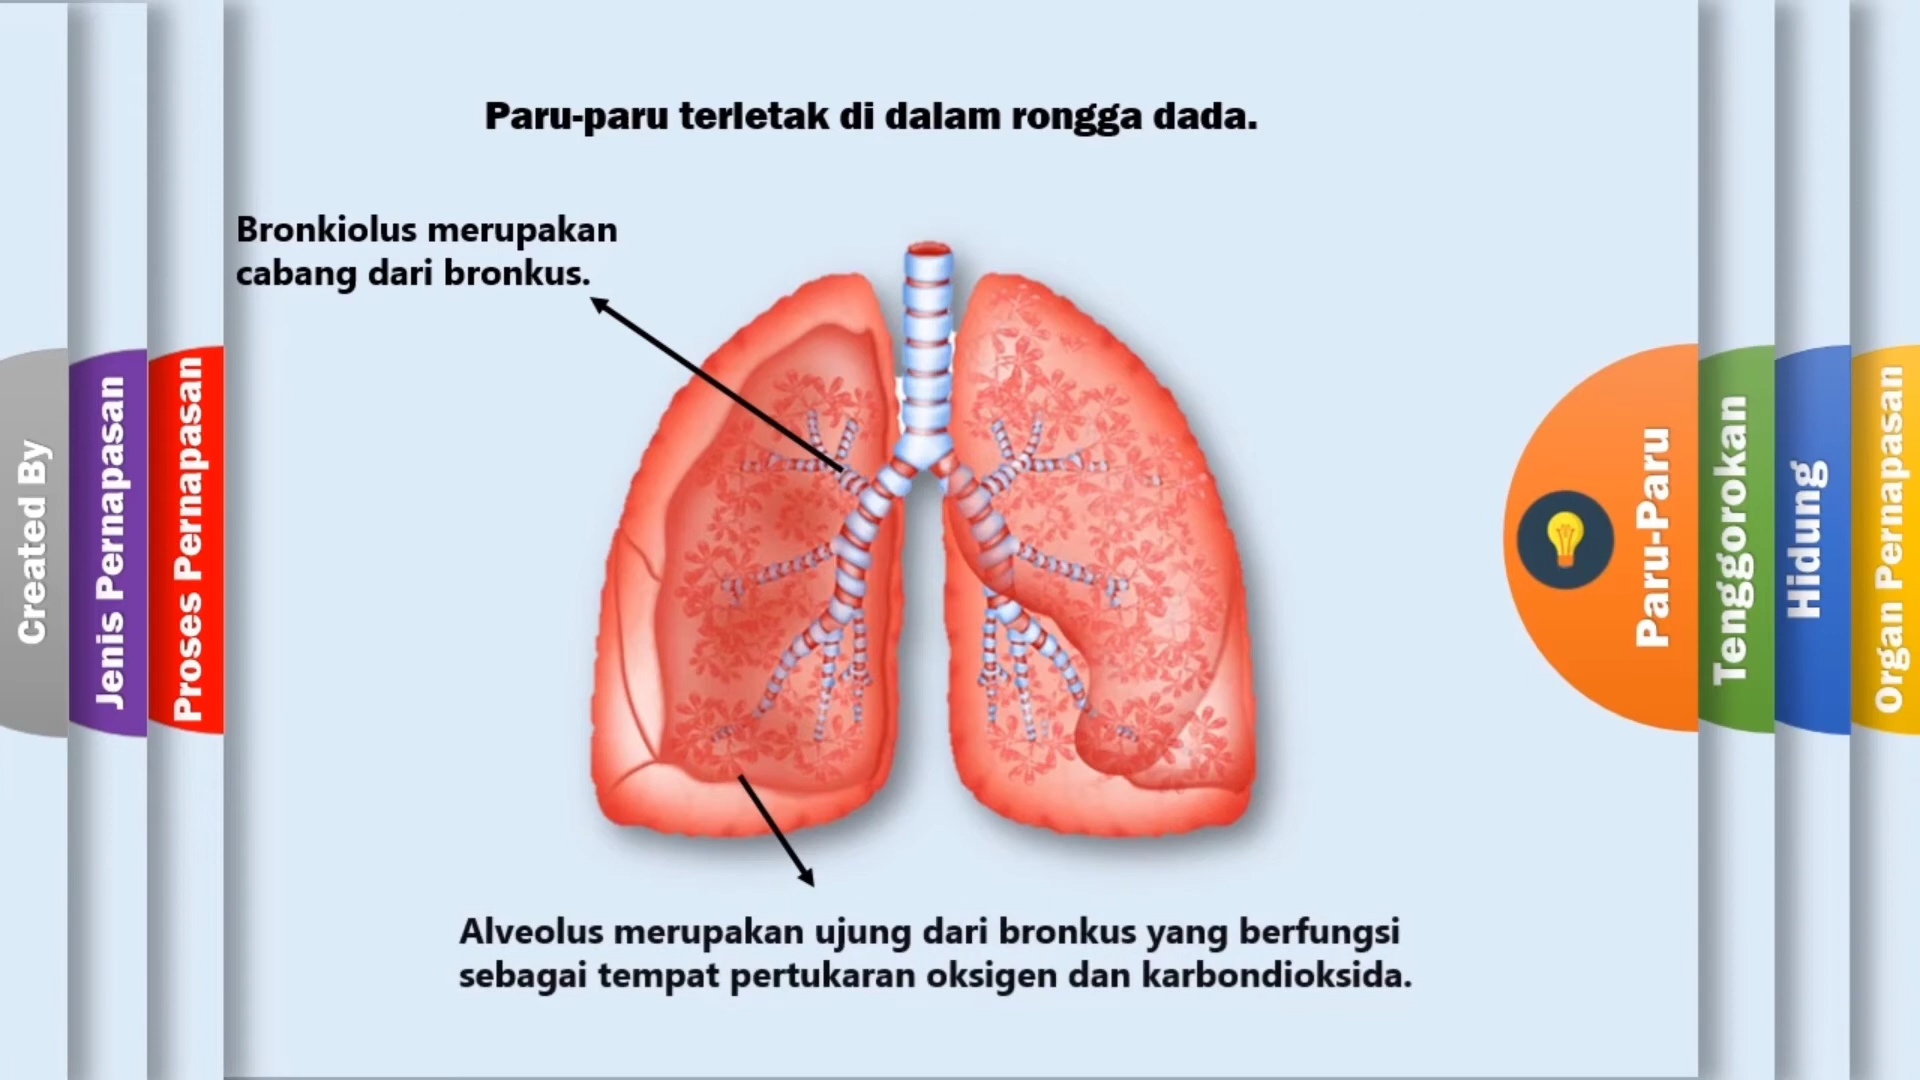 Paru-paru terletak di dalam rongga dada.
Bronkiolus merupakan
cabang dari bronkus.
Alveolus merupakan ujung dari bronkus yang berfungsi
sebagai tempat pertukaran oksigen dan karbondioksida.
Created By
Jenis Pernapasan
Proses Pernapasan
Paru-Paru
Tenggorokan
Hidung
Organ Pernapasan